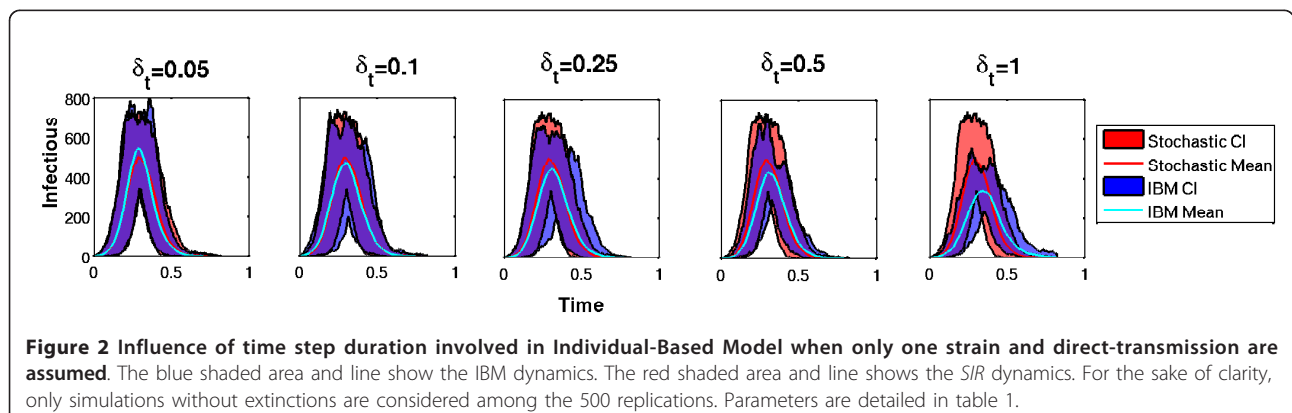 δt=0.05 δt=0.1 δt=0.25 δt=0.5 δt=1
800
600
400
200
0
Infectious
0 0.5 1
0 0.5 1
0 0.5 1
0 0.5 1
0 0.5 1
Time
Stochastic CI
Stochastic Mean
IBM CI
IBM Mean
Figure 2 Influence of time step duration involved in Individual-Based Model when only one strain and direct-transmission are
assumed. The blue shaded area and line show the IBM dynamics. The red shaded area and line shows the SIR dynamics. For the sake of clarity,
only simulations without extinctions are considered among the 500 replications. Parameters are detailed in table 1.